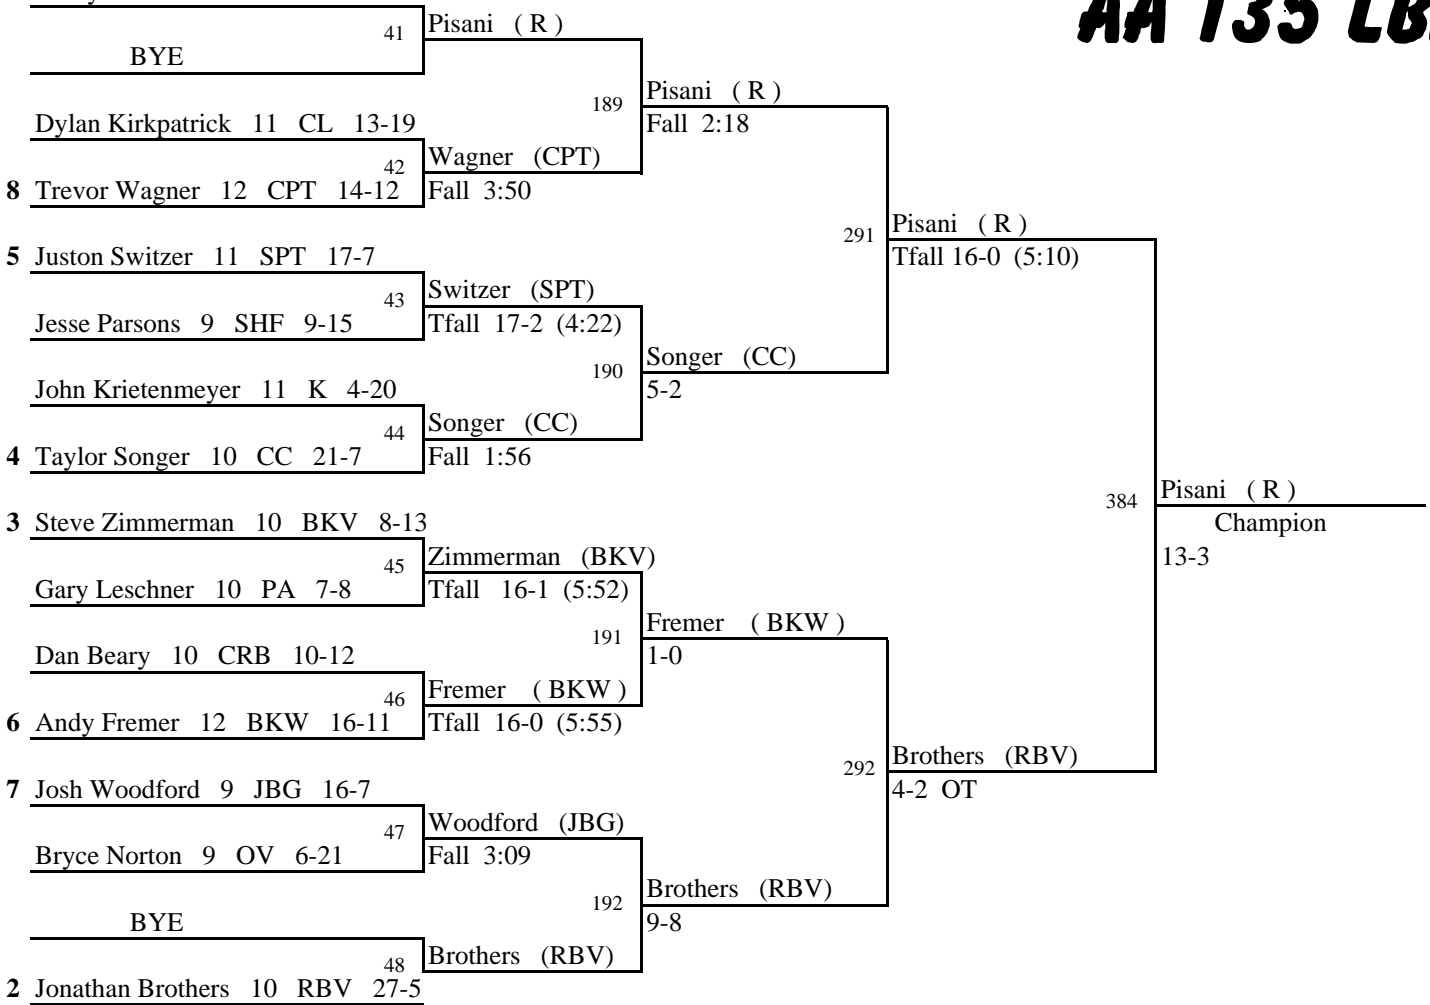 AA 135 LB
41 Pisani ( R )
BYE
189 Pisani ( R )
Fall 2:18
Dylan Kirkpatrick 11 CL 13-19
42 Wagner (CPT)
8 Trevor Wagner 12 CPT 14-12 Fall 3:50
291 Pisani ( R )
Tfall 16-0 (5:10)
5 Juston Switzer 11 SPT 17-7
43 Switzer (SPT)
Jesse Parsons 9 SHF 9-15 Tfall 17-2 (4:22)
190 Songer (CC)
5-2
John Krietenmeyer 11 K 4-20
44 Songer (CC)
4 Taylor Songer 10 CC 21-7 Fall 1:56
384 Pisani ( R )
Champion
13-3
3 Steve Zimmerman 10 BKV 8-13
45 Zimmerman (BKV)
Gary Leschner 10 PA 7-8 Tfall 16-1 (5:52)
191 Fremer ( BKW )
1-0
Dan Beary 10 CRB 10-12
46 Fremer ( BKW )
6 Andy Fremer 12 BKW 16-11 Tfall 16-0 (5:55)
292 Brothers (RBV)
4-2 OT
7 Josh Woodford 9 JBG 16-7
47 Woodford (JBG)
Bryce Norton 9 OV 6-21 Fall 3:09
192 Brothers (RBV)
9-8
BYE
48 Brothers (RBV)
2 Jonathan Brothers 10 RBV 27-5